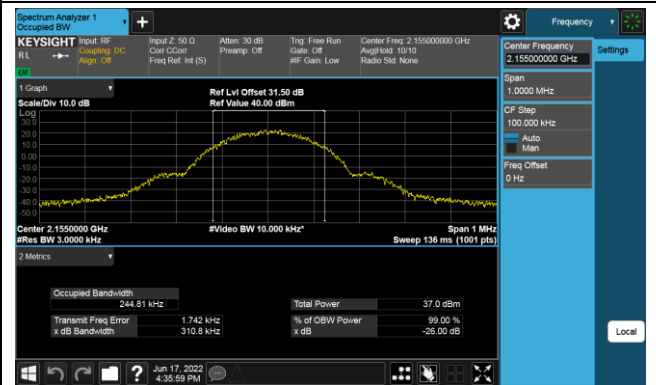 Spectrum Analyzer 1
Occupied BW
Frequency
KEYSIGHT Input: RF
RL Coupling: DC
Align: Off
Input Z: 50 Ω
Corr CCorr
Freq Ref: Int (S)
Atten: 30 dB
Preamp: Off
Trig: Free Run
Gate: Off
#IF Gain: Low
Center Freq: 2.155000000 GHz
Avg|Hold: 10/10
Radio Std: None
LW
Center Frequency
2.155000000 GHz
Settings
Span
1.0000 MHz
CF Step
100.000 kHz
Auto
Man
Freq Offset
0 Hz
Local
1 Graph
Scale/Div 10.0 dB
Ref Lvl Offset 31.50 dB
Ref Value 40.00 dBm
Log
30.0
20.0
10.0
0.00
-10.0
-20.0
-30.0
-40.0
-50.0
Center 2.1550000 GHz
#Res BW 3.0000 kHz
#Video BW 10.000 kHz*
Span 1 MHz
Sweep 136 ms (1001 pts)
2 Metrics
Occupied Bandwidth
244.81 kHz
Total Power 37.0 dBm
Transmit Freq Error 1.742 kHz
% of OBW Power 99.00 %
x dB Bandwidth 310.8 kHz
x dB -26.00 dB
Jun 17, 2022
4:35:59 PM